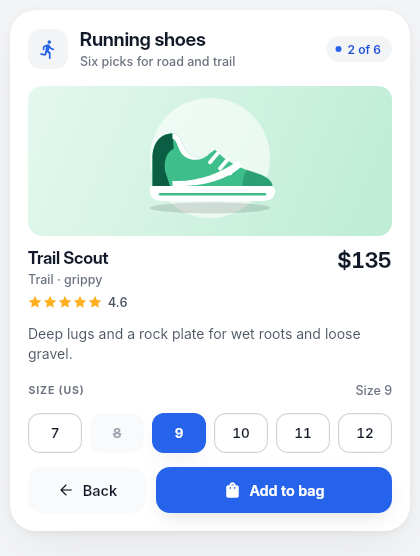 Running shoes
Six picks for road and trail
2 of 6
Trail Scout
$135
Trail · grippy
4.6
Deep lugs and a rock plate for wet roots and loose
gravel.
SIZE (US)
Size 9
7 8 9 10 11 12
Back
Add to bag